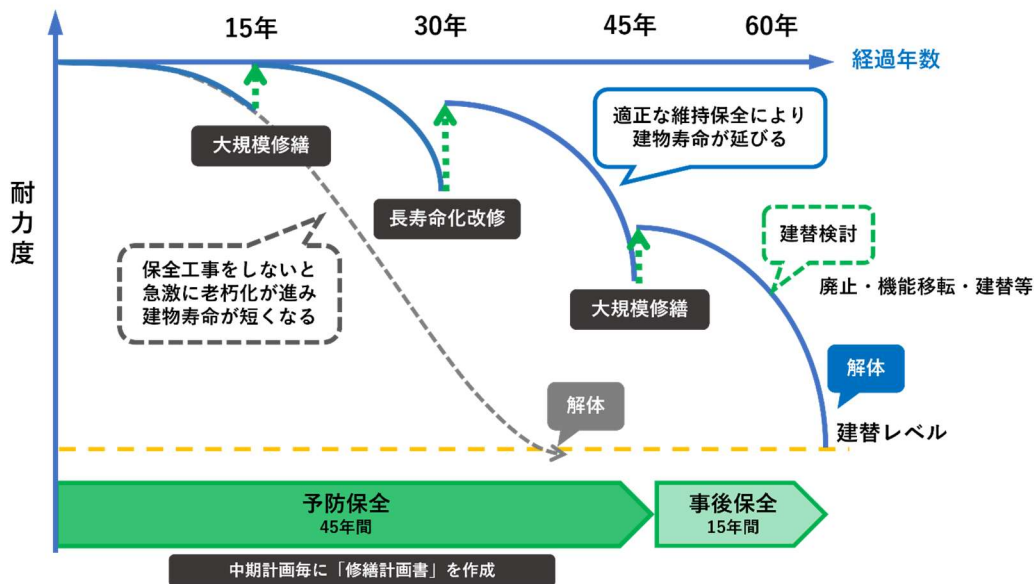 15年
30年
45年
60年
経過年数
耐力度
大規模修繕
長寿命化改修
大規模修繕
適正な維持保全により
建物寿命が延びる
建替検討
廃止・機能移転・建替等
保全工事をしないと
急激に老朽化が進み
建物寿命が短くなる
解体
解体
建替レベル
予防保全
45年間
事後保全
15年間
中期計画毎に「修繕計画書」を作成